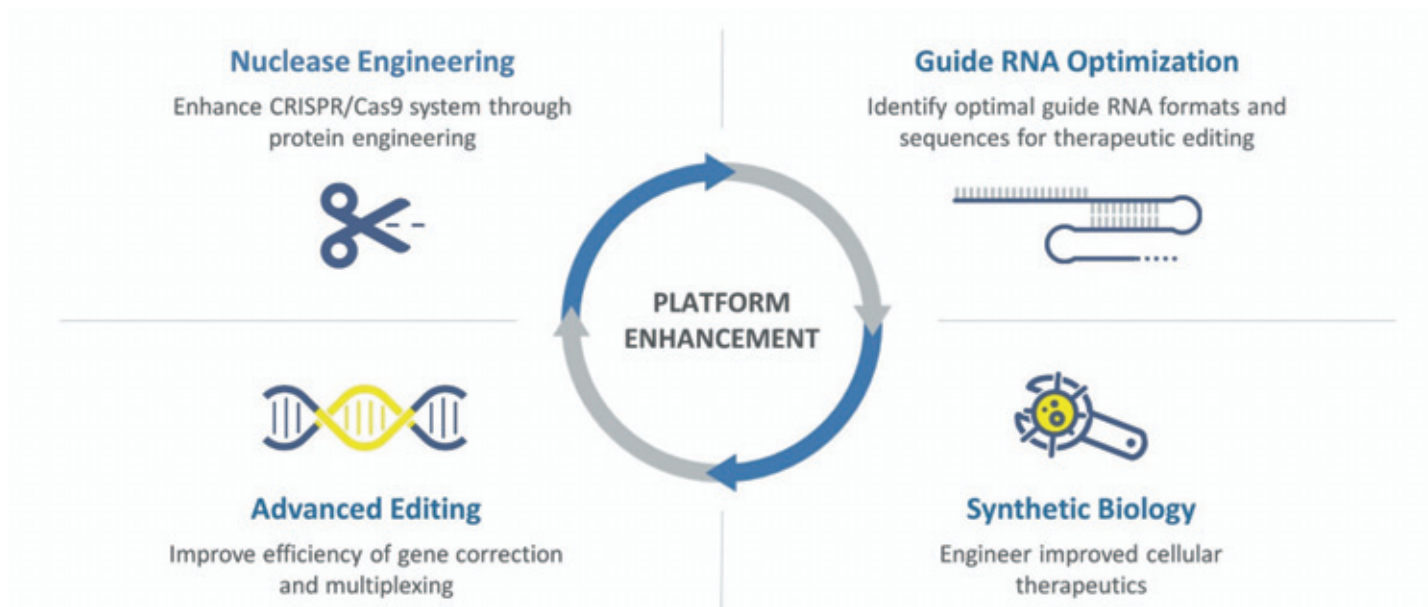 Nuclease Engineering
Enhance CRISPR/Cas9 system through
protein engineering
Guide RNA Optimization
Identify optimal guide RNA formats and
sequences for therapeutic editing
PLATFORM
ENHANCEMENT
Advanced Editing
Improve efficiency of gene correction
and multiplexing
Synthetic Biology
Engineer improved cellular
therapeutics